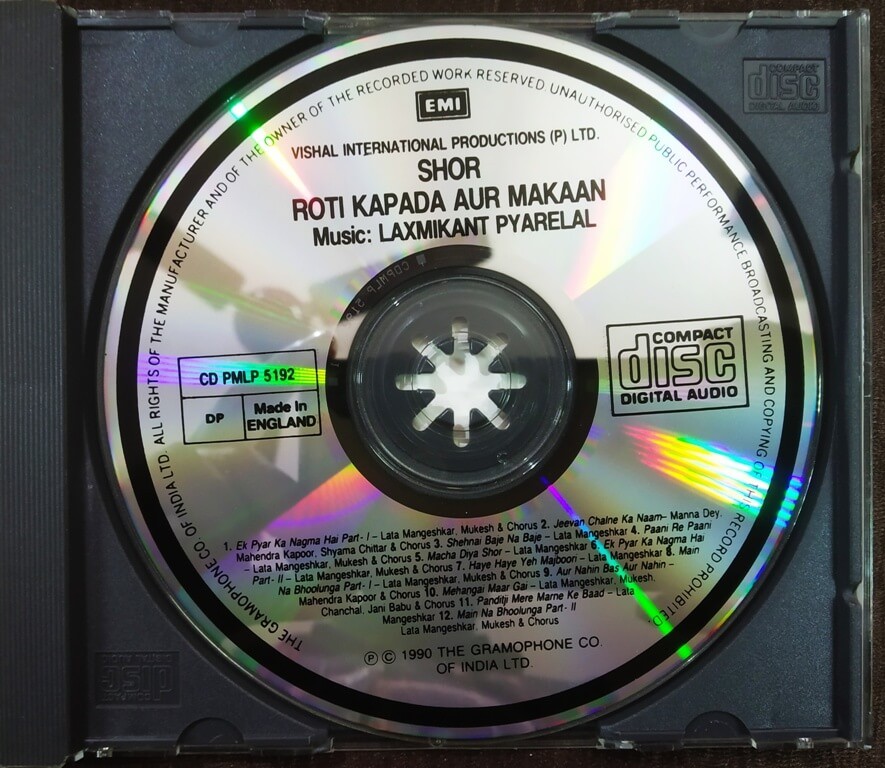 EMI
VISHAL INTERNATIONAL PRODUCTIONS (P) LTD.
SHOR
ROTI KAPADA AUR MAKAAN
Music: LAXMIKANT PYARELAL
CD PMLP 5192
DP
Made In
ENGLAND
COMPACT
disc
DIGITAL AUDIO
1. Ek Pyar Ka Nagma Hai Part- I – Lata Mangeshkar, Mukesh & Chorus 2. Jeevan Chalne Ka Naam– Manna Dey,
Mahendra Kapoor, Shyama Chittar & Chorus 3. Shehnai Baje Na Baje – Lata Mangeshkar 4. Paani Re Paani
– Lata Mangeshkar, Mukesh & Chorus 5. Macha Diya Shor – Lata Mangeshkar 6. Ek Pyar Ka Nagma Hai
Part- II – Lata Mangeshkar, Mukesh & Chorus 7. Haye Haye Yeh Majboori – Lata Mangeshkar 8. Main
Na Bhoolunga Part- I – Lata Mangeshkar, Mukesh & Chorus 9. Aur Nahin Bas Aur Nahin –
Mahendra Kapoor & Chorus 10. Mehangai Maar Gai – Lata Mangeshkar, Mukesh,
Chanchal, Jani Babu & Chorus 11. Panditji Mere Marne Ke Baad – Lata
Mangeshkar 12. Main Na Bhoolunga Part- II
Lata Mangeshkar, Mukesh & Chorus
Ⓟ © 1990 THE GRAMOPHONE CO.
OF INDIA LTD.
THE GRAMOPHONE CO. OF INDIA LTD. ALL RIGHTS OF THE MANUFACTURER AND OF THE OWNER OF THE RECORDED WORK RESERVED. UNAUTHORISED PUBLIC PERFORMANCE BROADCASTING AND COPYING OF THIS RECORD PROHIBITED.
COMPACT
disc
DIGITAL AUDIO
COMPACT
disc
DIGITAL AUDIO